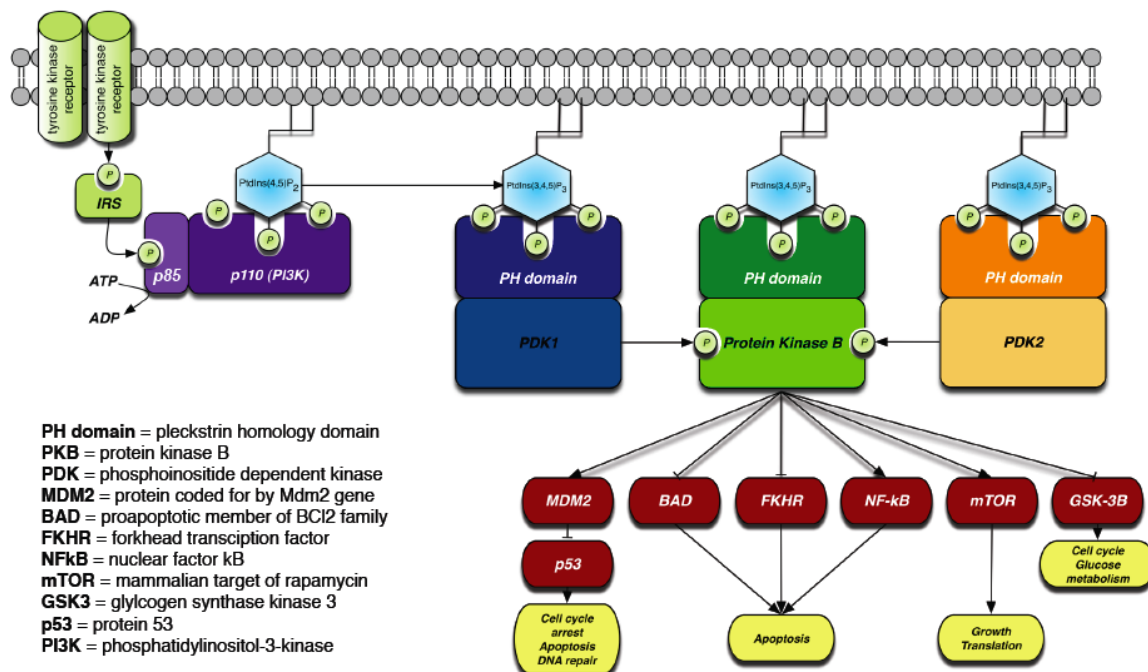 tyrosine kinase
receptor
tyrosine kinase
receptor
P
IRS
P
p85
ATP
ADP
PtdIns(4,5)P2
P
P
P
p110 (PI3K)
PtdIns(3,4,5)P3
P
P
P
PH domain
PDK1
PtdIns(3,4,5)P3
P
P
P
PH domain
P
Protein Kinase B
P
PtdIns(3,4,5)P3
P
P
P
PH domain
PDK2
PH domain = pleckstrin homology domain
PKB = protein kinase B
PDK = phosphoinositide dependent kinase
MDM2 = protein coded for by Mdm2 gene
BAD = proapoptotic member of BCl2 family
FKHR = forkhead transciption factor
NFkB = nuclear factor kB
mTOR = mammalian target of rapamycin
GSK3 = glylcogen synthase kinase 3
p53 = protein 53
PI3K = phosphatidylinositol-3-kinase
MDM2
BAD
FKHR
NF-kB
mTOR
GSK-3B
p53
Cell cycle
arrest
Apoptosis
DNA repair
Apoptosis
Growth
Translation
Cell cycle
Glucose
metabolism